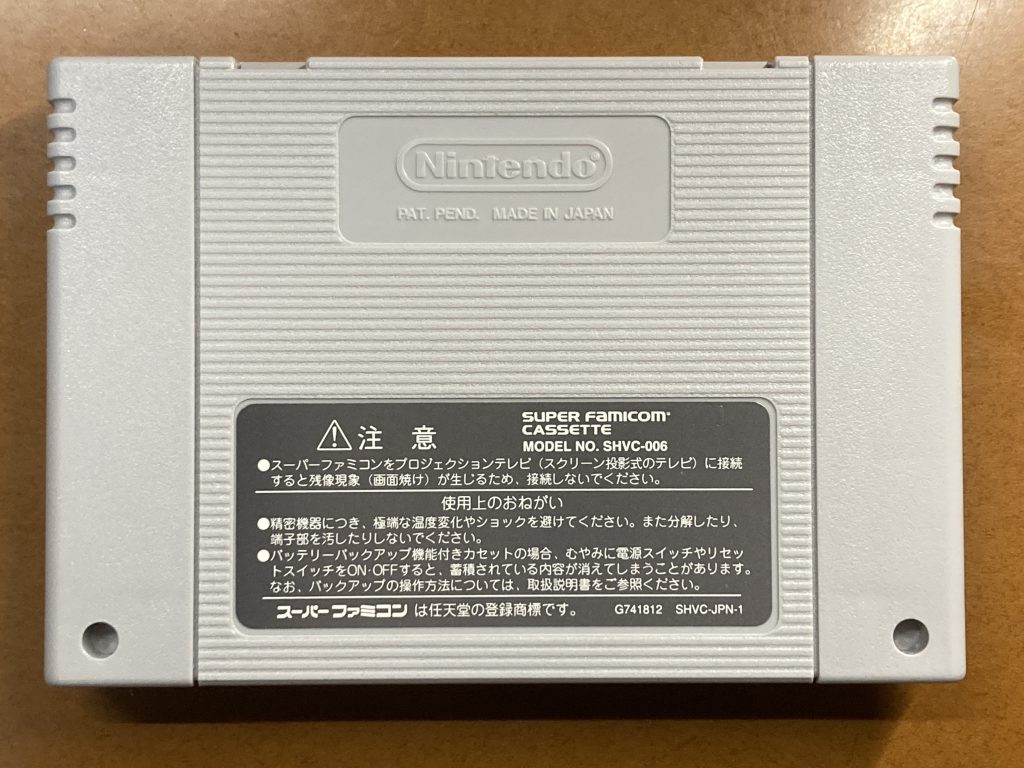 Nintendo®
PAT. PEND. MADE IN JAPAN
注 意
SUPER FAMICOM®
CASSETTE
MODEL NO. SHVC-006
●スーパーファミコンをプロジェクションテレビ（スクリーン投影式のテレビ）に接続
すると残像現象（画面焼け）が生じるため、接続しないでください。
使用上のおねがい
●精密機器につき、極端な温度変化やショックを避けてください。また分解したり、
端子部を汚したりしないでください。
●バッテリーバックアップ機能付きカセットの場合、むやみに電源スイッチやリセッ
トスイッチをON・OFFすると、蓄積されている内容が消えてしまうことがあります。
なお、バックアップの操作方法については、取扱説明書をご参照ください。
スーパーファミコン は任天堂の登録商標です。 G741812 SHVC-JPN-1